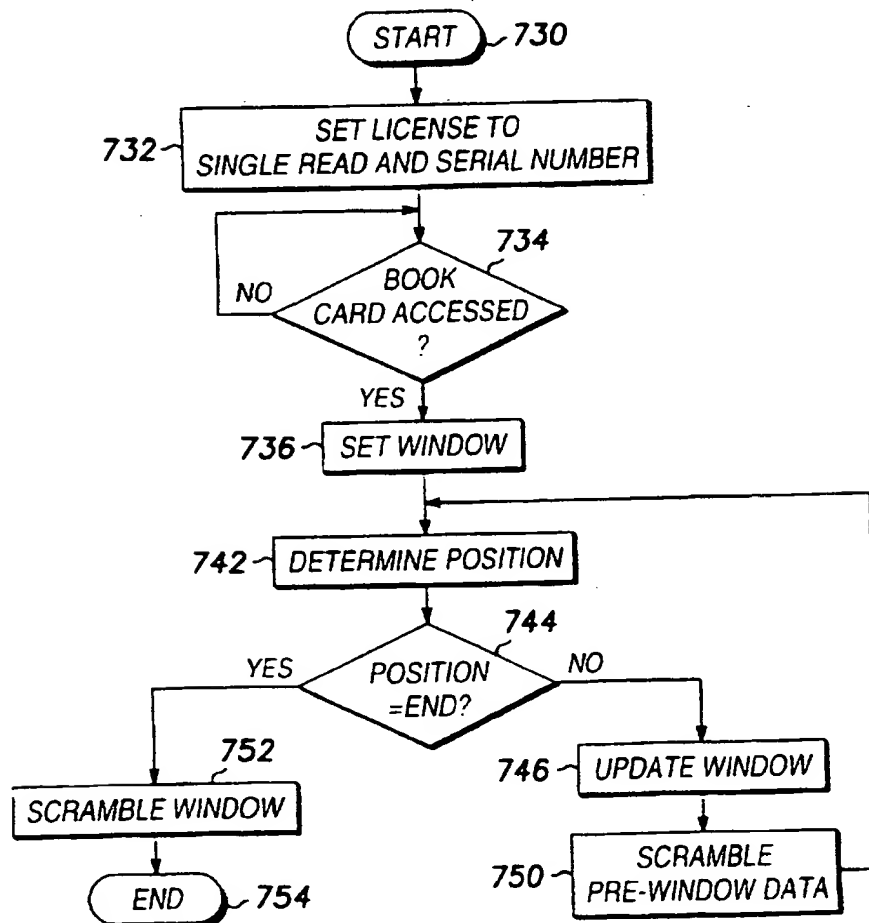 START 730
732 SET LICENSE TO
SINGLE READ AND SERIAL NUMBER
734
BOOK
CARD ACCESSED
?
NO
YES
736 SET WINDOW
742 DETERMINE POSITION
744
YES
POSITION
=END?
NO
752
SCRAMBLE WINDOW
746 UPDATE WINDOW
750 SCRAMBLE
PRE-WINDOW DATA
END 754